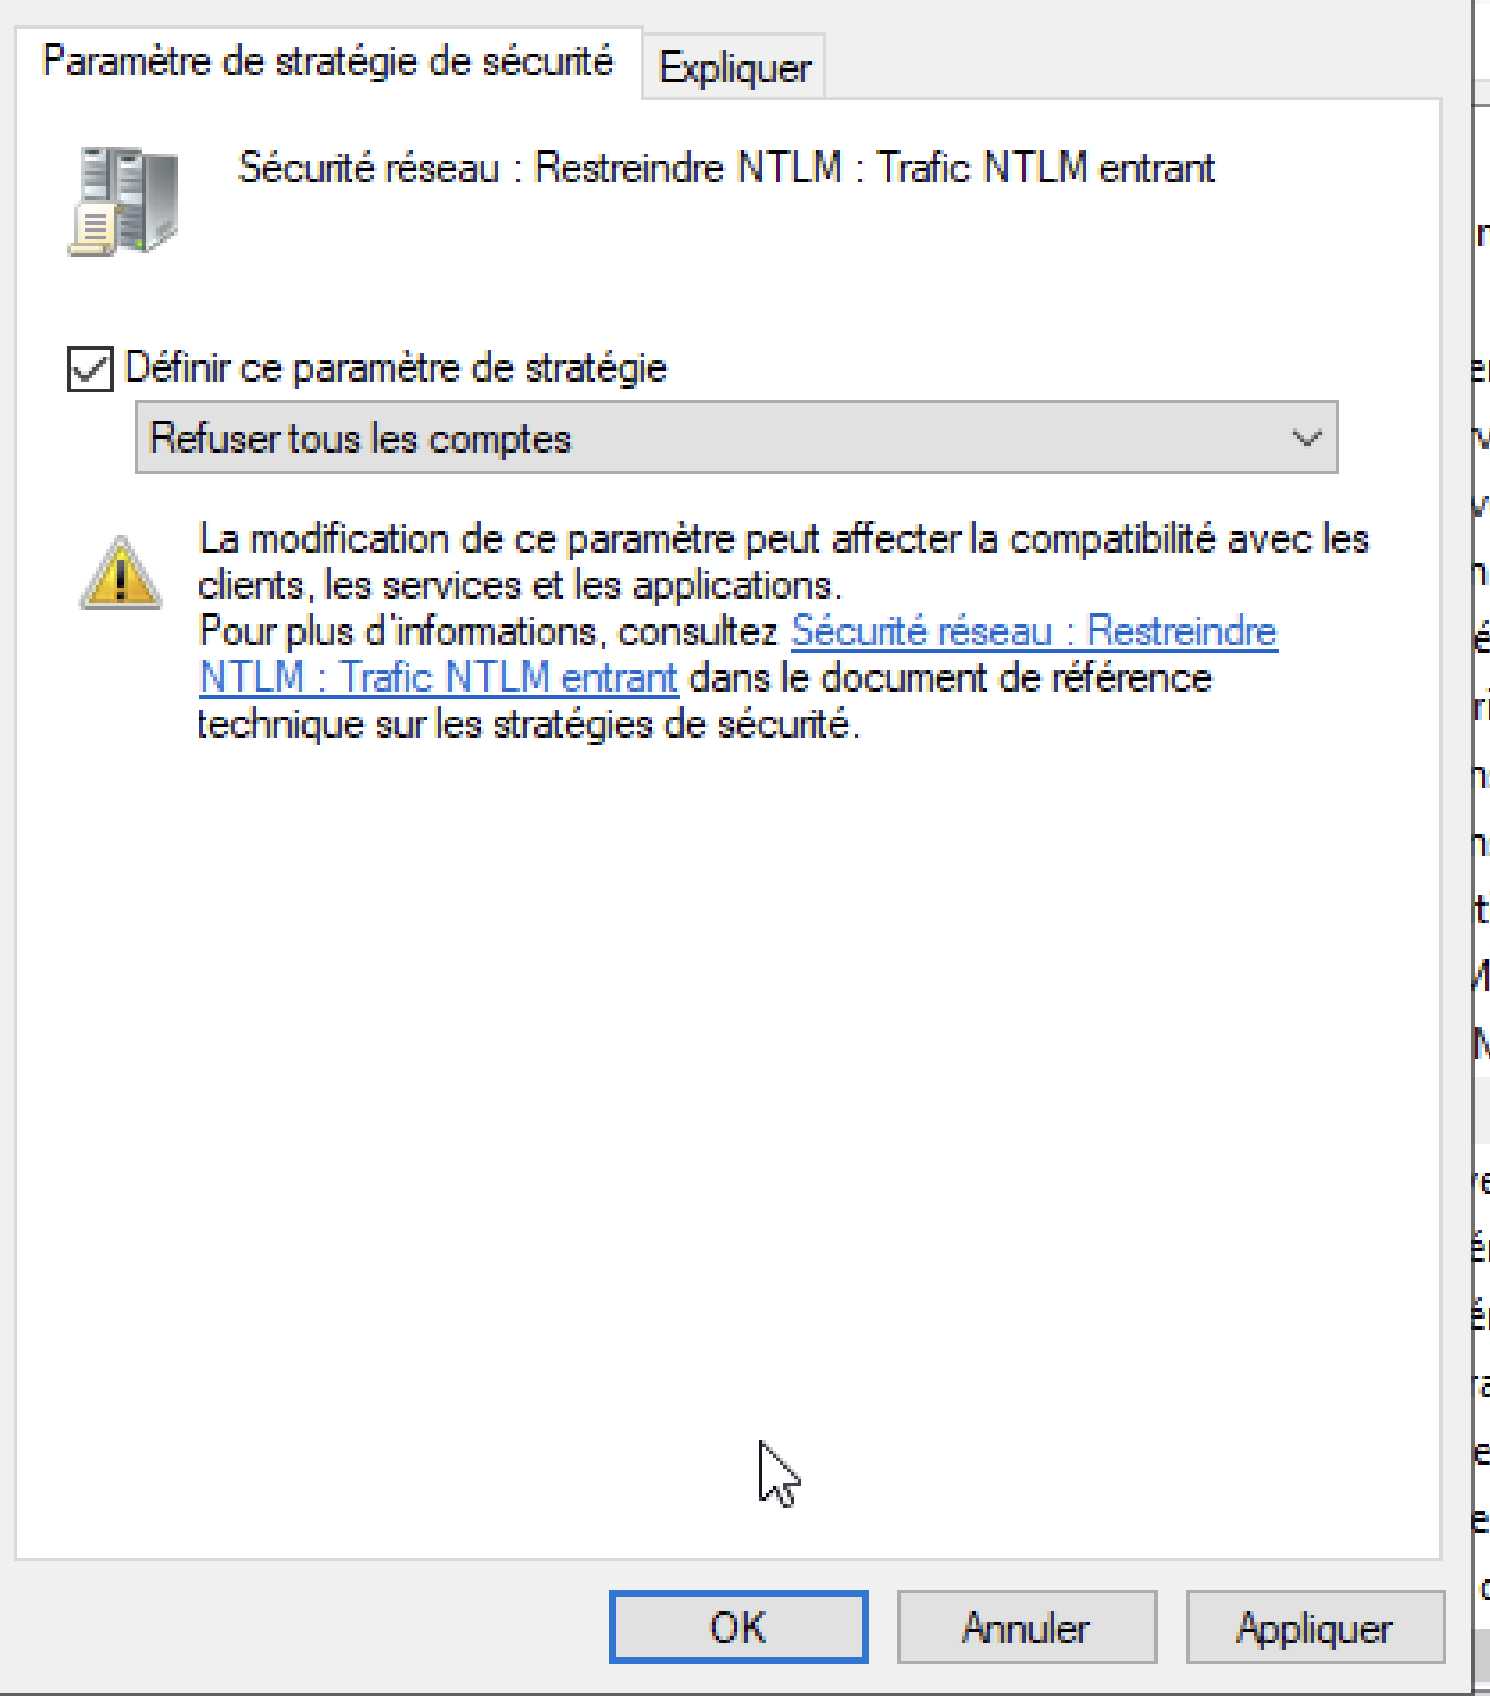 Paramètre de stratégie de sécurité
Expliquer
Sécurité réseau : Restreindre NTLM : Trafic NTLM entrant
Définir ce paramètre de stratégie
Refuser tous les comptes
La modification de ce paramètre peut affecter la compatibilité avec les
clients, les services et les applications.
Pour plus d'informations, consultez Sécurité réseau : Restreindre
NTLM : Trafic NTLM entrant dans le document de référence
technique sur les stratégies de sécurité.
OK
Annuler
Appliquer